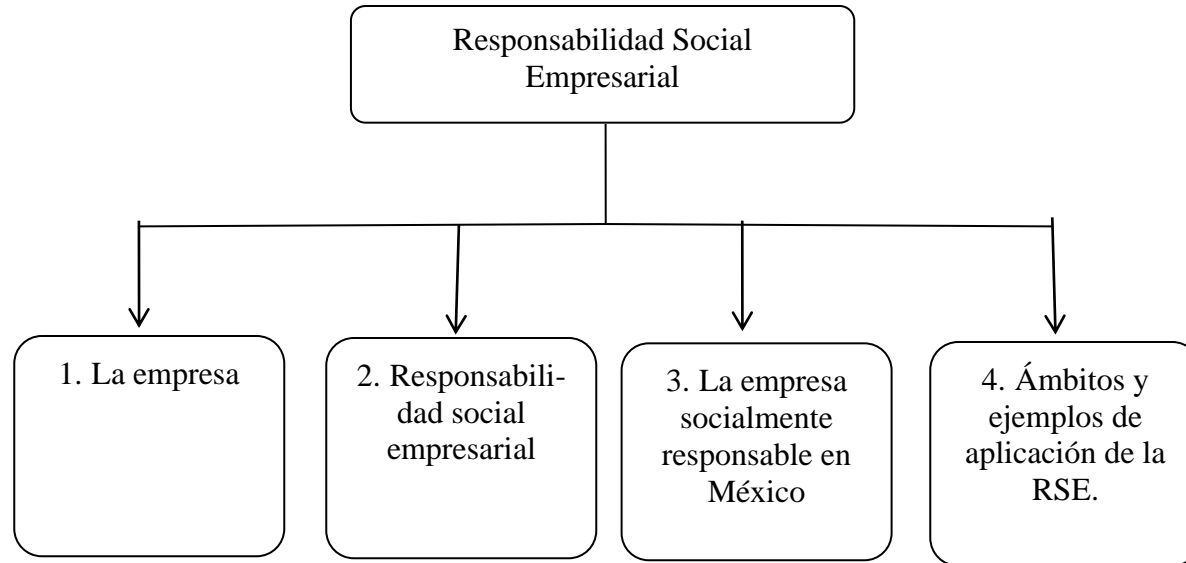 Responsabilidad Social
Empresarial
1. La empresa
2. Responsabili-
dad social
empresarial
3. La empresa
socialmente
responsable en
México
4. Ámbitos y
ejemplos de
aplicación de la
RSE.